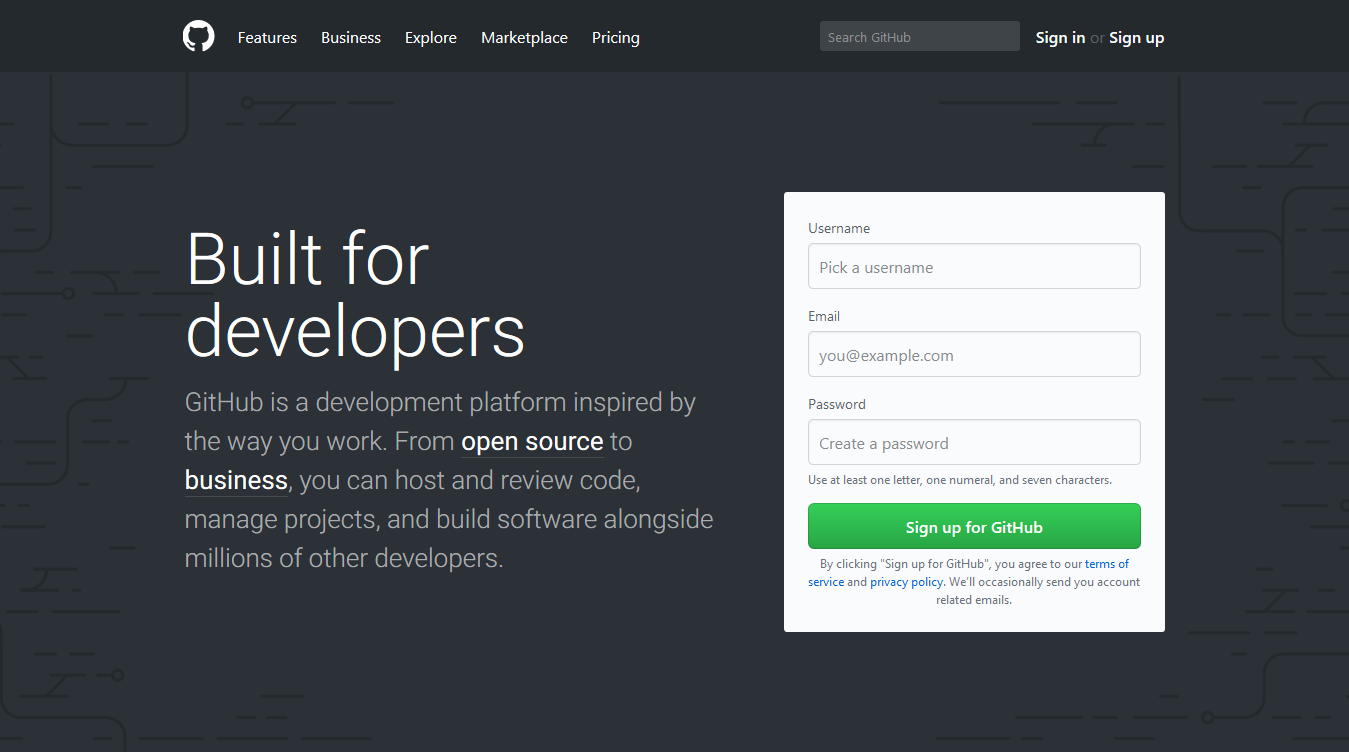 Features Business Explore Marketplace Pricing Search GitHub Sign in or Sign up
Built for
developers
GitHub is a development platform inspired by
the way you work. From open source to
business, you can host and review code,
manage projects, and build software alongside
millions of other developers.
Username
Pick a username
Email
you@example.com
Password
Create a password
Use at least one letter, one numeral, and seven characters.
Sign up for GitHub
By clicking "Sign up for GitHub", you agree to our terms of
service and privacy policy. We’ll occasionally send you account
related emails.